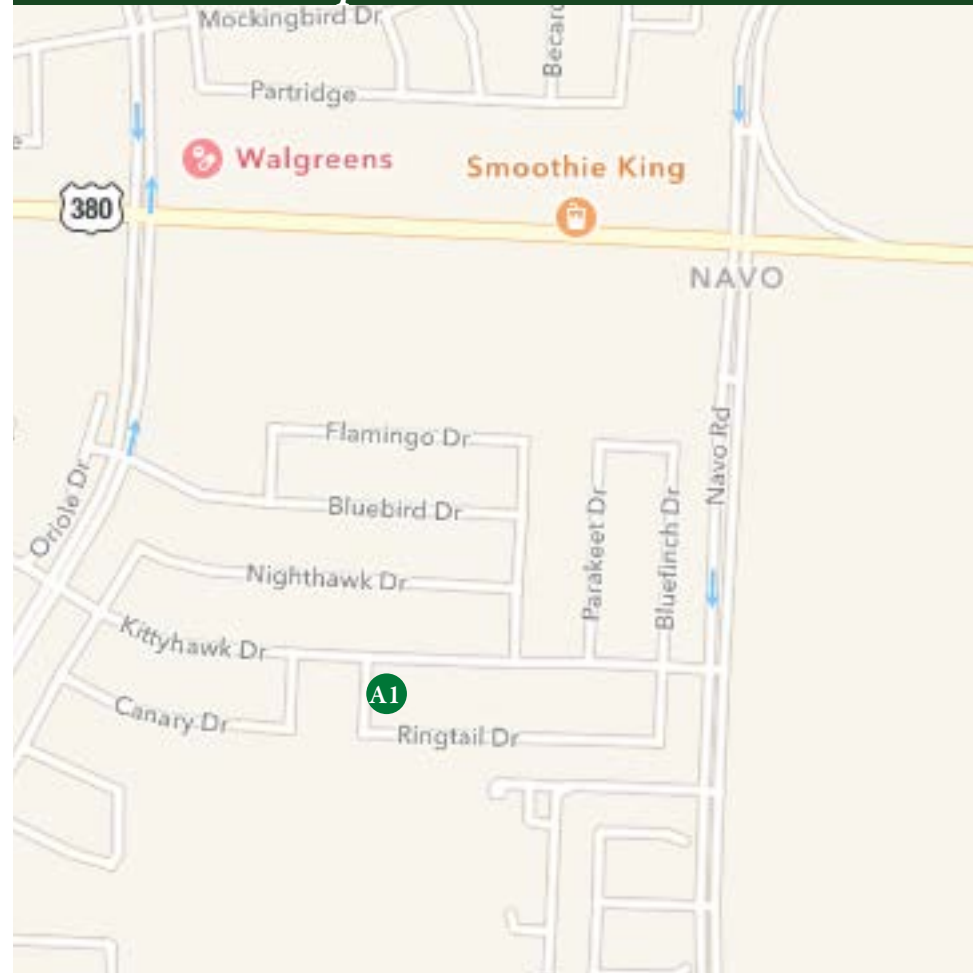 Mockingbird Dr
Becard
Partridge
Walgreens
Smoothie King
380
NAVO
Flamingo Dr
Navo Rd
Oriole Dr
Bluebird Dr
Parakeet Dr
Bluefinch Dr
Nighthawk Dr
Kittyhawk Dr
A1
Canary Dr
Ringtail Dr